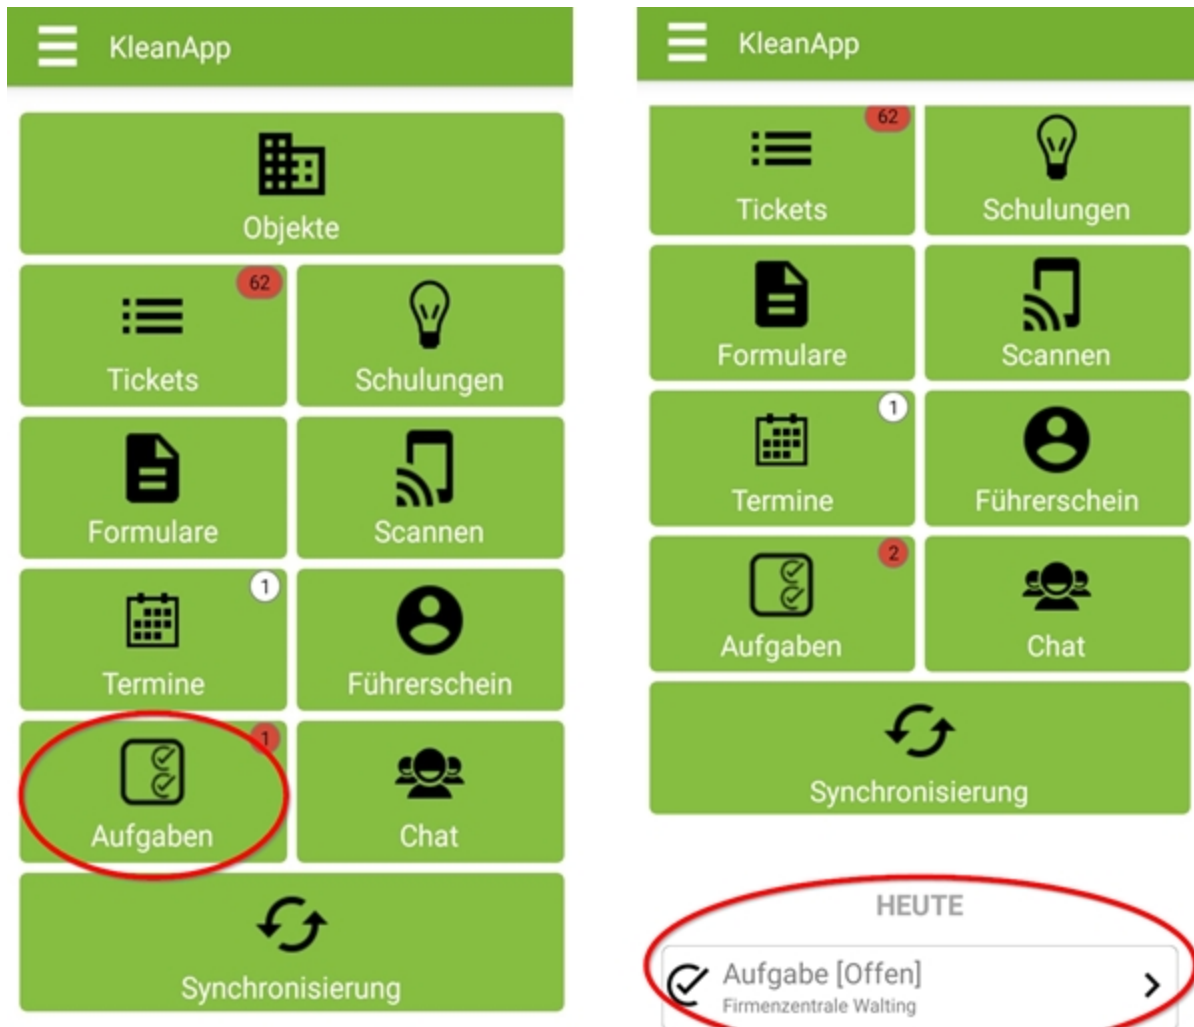 KleanApp
Objekte
62
Tickets
Schulungen
Formulare
Scannen
1
Termine
Führerschein
1
Aufgaben
Chat
Synchronisierung
KleanApp
62
Tickets
Schulungen
Formulare
Scannen
1
Termine
Führerschein
2
Aufgaben
Chat
Synchronisierung
HEUTE
Aufgabe [Offen]
Firmenzentrale Walting